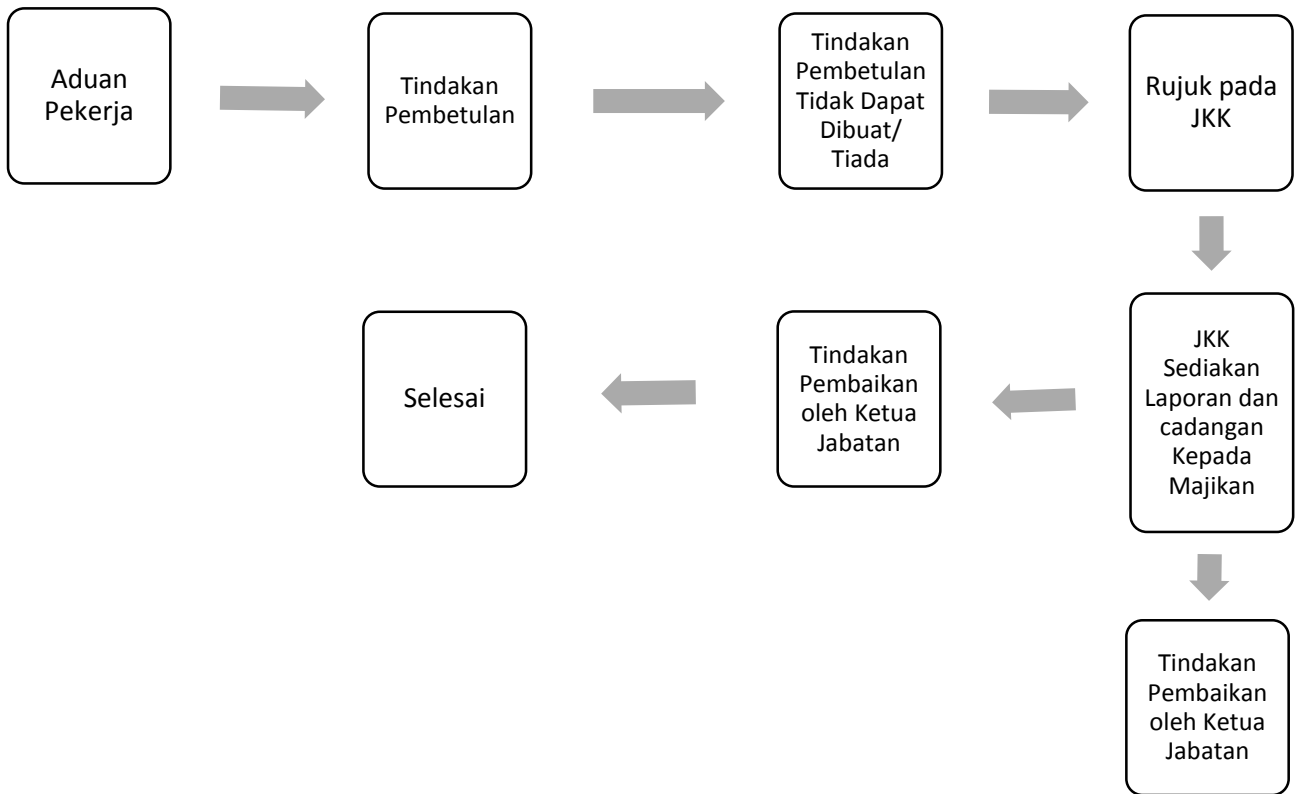 Aduan
Pekerja
Tindakan
Pembetulan
Tindakan
Pembetulan
Tidak Dapat
Dibuat/
Tiada
Rujuk pada
JKK
JKK
Sediakan
Laporan dan
cadangan
Kepada
Majikan
Tindakan
Pembaikan
oleh Ketua
Jabatan
Selesai
Tindakan
Pembaikan
oleh Ketua
Jabatan